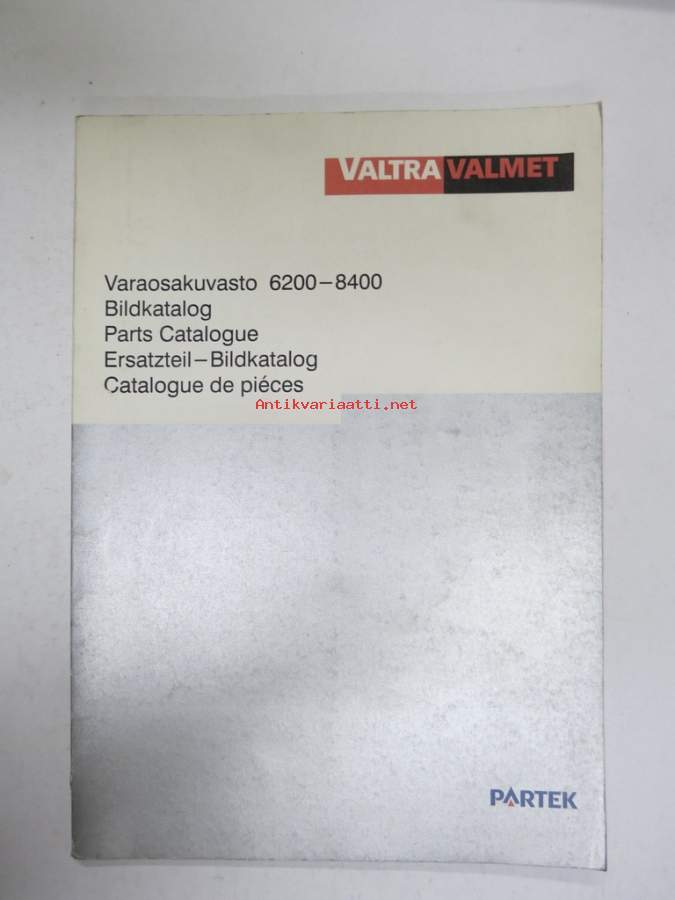 VALTRA VALMET
Varaosakuvasto 6200–8400
Bildkatalog
Parts Catalogue
Ersatzteil–Bildkatalog
Catalogue de piéces
Antikvariaatti.net
PARTEK